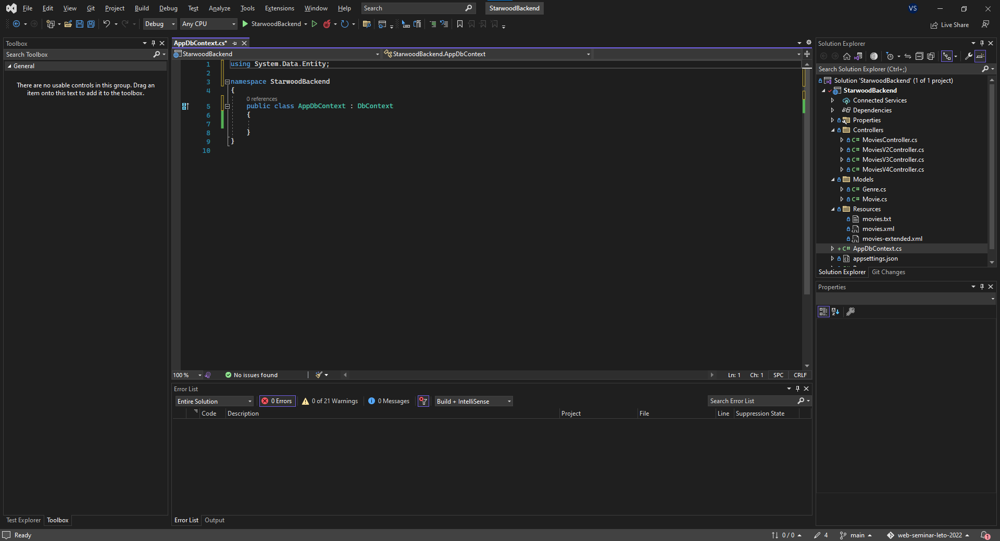 File Edit View Git Project Build Debug Test Analyze Tools Extensions Window Help Search StarwoodBackend VS
Debug Any CPU StarwoodBackend Live Share
Toolbox
Search Toolbox
General
There are no usable controls in this group. Drag an
item onto this text to add it to the toolbox.
Test Explorer Toolbox
AppDbContext.cs*
StarwoodBackend StarwoodBackend.AppDbContext
1 using System.Data.Entity;
2
3 namespace StarwoodBackend
4 {
0 references
5 public class AppDbContext : DbContext
6 {
7
8 }
9 }
10
100 % No issues found Ln: 1 Ch: 1 SPC CRLF
Error List
Entire Solution 0 Errors 0 of 21 Warnings 0 Messages Build + IntelliSense Search Error List
Code Description Project File Line Suppression State
Error List Output
Solution Explorer
Search Solution Explorer (Ctrl+;)
Solution 'StarwoodBackend' (1 of 1 project)
StarwoodBackend
Connected Services
Dependencies
Properties
Controllers
C# MoviesController.cs
C# MoviesV2Controller.cs
C# MoviesV3Controller.cs
C# MoviesV4Controller.cs
Models
C# Genre.cs
C# Movie.cs
Resources
movies.txt
movies.xml
movies-extended.xml
+ C# AppDbContext.cs
appsettings.json
Solution Explorer Git Changes
Properties
Ready 0 / 0 4 main web-seminar-leto-2022 1